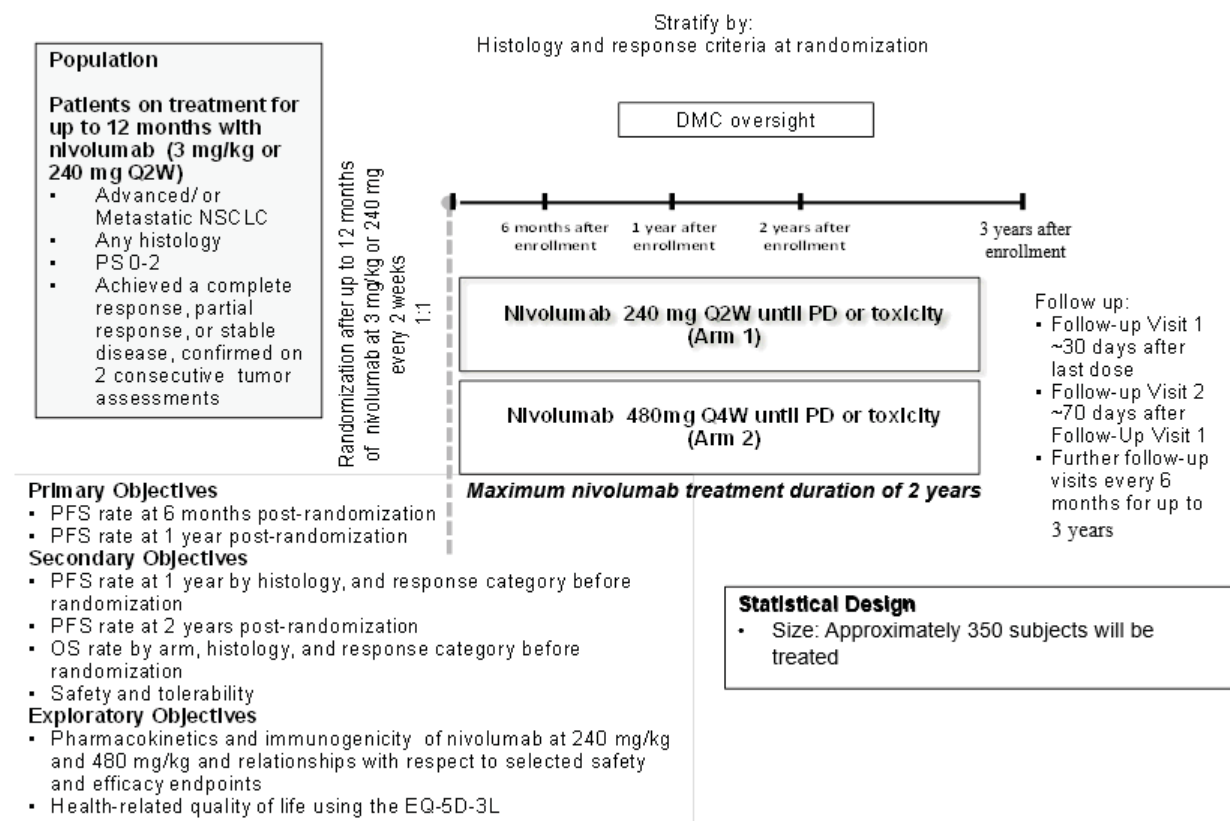 Stratify by:
Histology and response criteria at randomization
Population
Patients on treatment for
up to 12 months with
nivolumab (3 mg/kg or
240 mg Q2W)
▪ Advanced/ or
Metastatic NSCLC
▪ Any histology
▪ PS 0-2
▪ Achieved a complete
response, partial
response, or stable
disease, confirmed on
2 consecutive tumor
assessments
Randomization after up to 12 months
of nivolumab at 3 mg/kg or 240 mg
every 2 weeks
1:1
DMC oversight
6 months after
enrollment
1 year after
enrollment
2 years after
enrollment
3 years after
enrollment
Nivolumab 240 mg Q2W until PD or toxicity
(Arm 1)
Nivolumab 480mg Q4W until PD or toxicity
(Arm 2)
Maximum nivolumab treatment duration of 2 years
Follow up:
▪ Follow-up Visit 1
~30 days after
last dose
▪ Follow-up Visit 2
~70 days after
Follow-Up Visit 1
▪ Further follow-up
visits every 6
months for up to
3 years
Primary Objectives
▪ PFS rate at 6 months post-randomization
▪ PFS rate at 1 year post-randomization
Secondary Objectives
▪ PFS rate at 1 year by histology, and response category before
randomization
▪ PFS rate at 2 years post-randomization
▪ OS rate by arm, histology, and response category before
randomization
▪ Safety and tolerability
Exploratory Objectives
▪ Pharmacokinetics and immunogenicity of nivolumab at 240 mg/kg
and 480 mg/kg and relationships with respect to selected safety
and efficacy endpoints
▪ Health-related quality of life using the EQ-5D-3L
Statistical Design
• Size: Approximately 350 subjects will be
treated